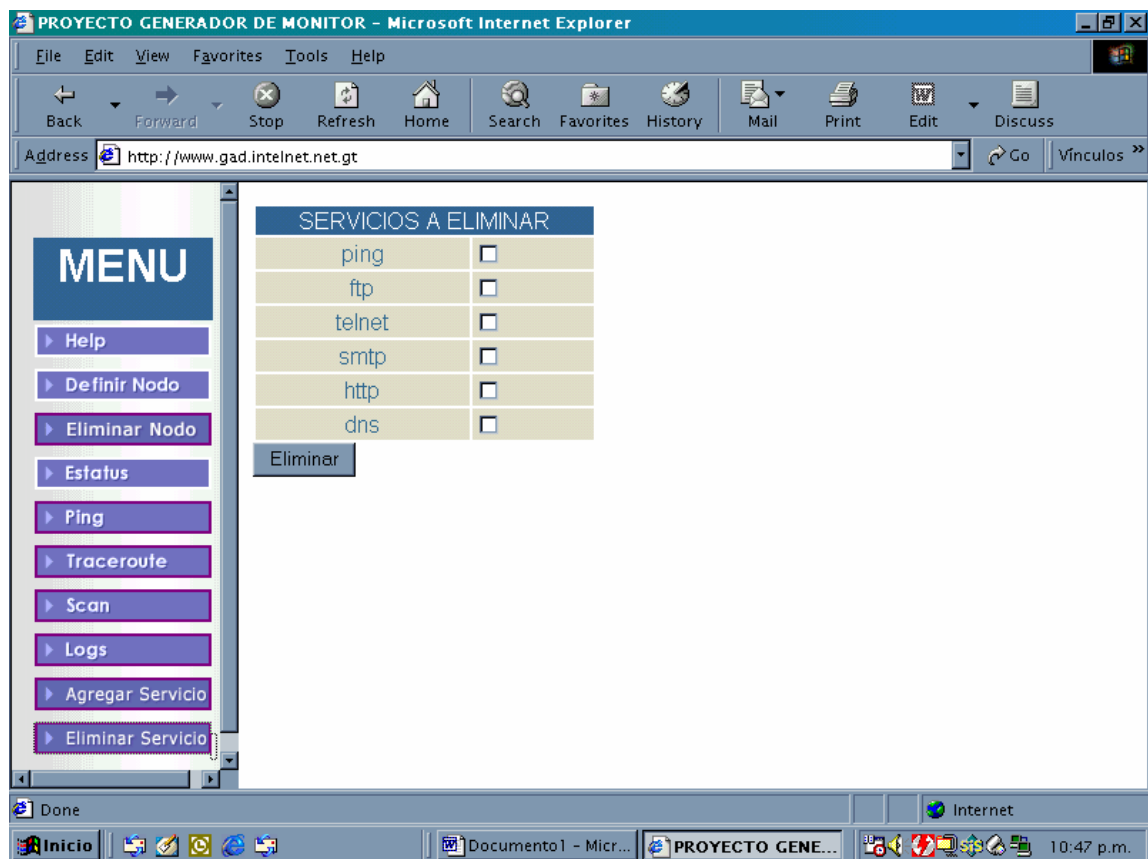 PROYECTO GENERADOR DE MONITOR - Microsoft Internet Explorer
File Edit View Favorites Tools Help
Back Forward Stop Refresh Home Search Favorites History Mail Print Edit Discuss
Address http://www.gad.intelnet.net.gt Go Vínculos »
MENU
Help
Definir Nodo
Eliminar Nodo
Estatus
Ping
Traceroute
Scan
Logs
Agregar Servicio
Eliminar Servicio
SERVICIOS A ELIMINAR
ping
ftp
telnet
smtp
http
dns
Eliminar
Done Internet
Inicio Documento1 - Micr... PROYECTO GENE... 10:47 p.m.